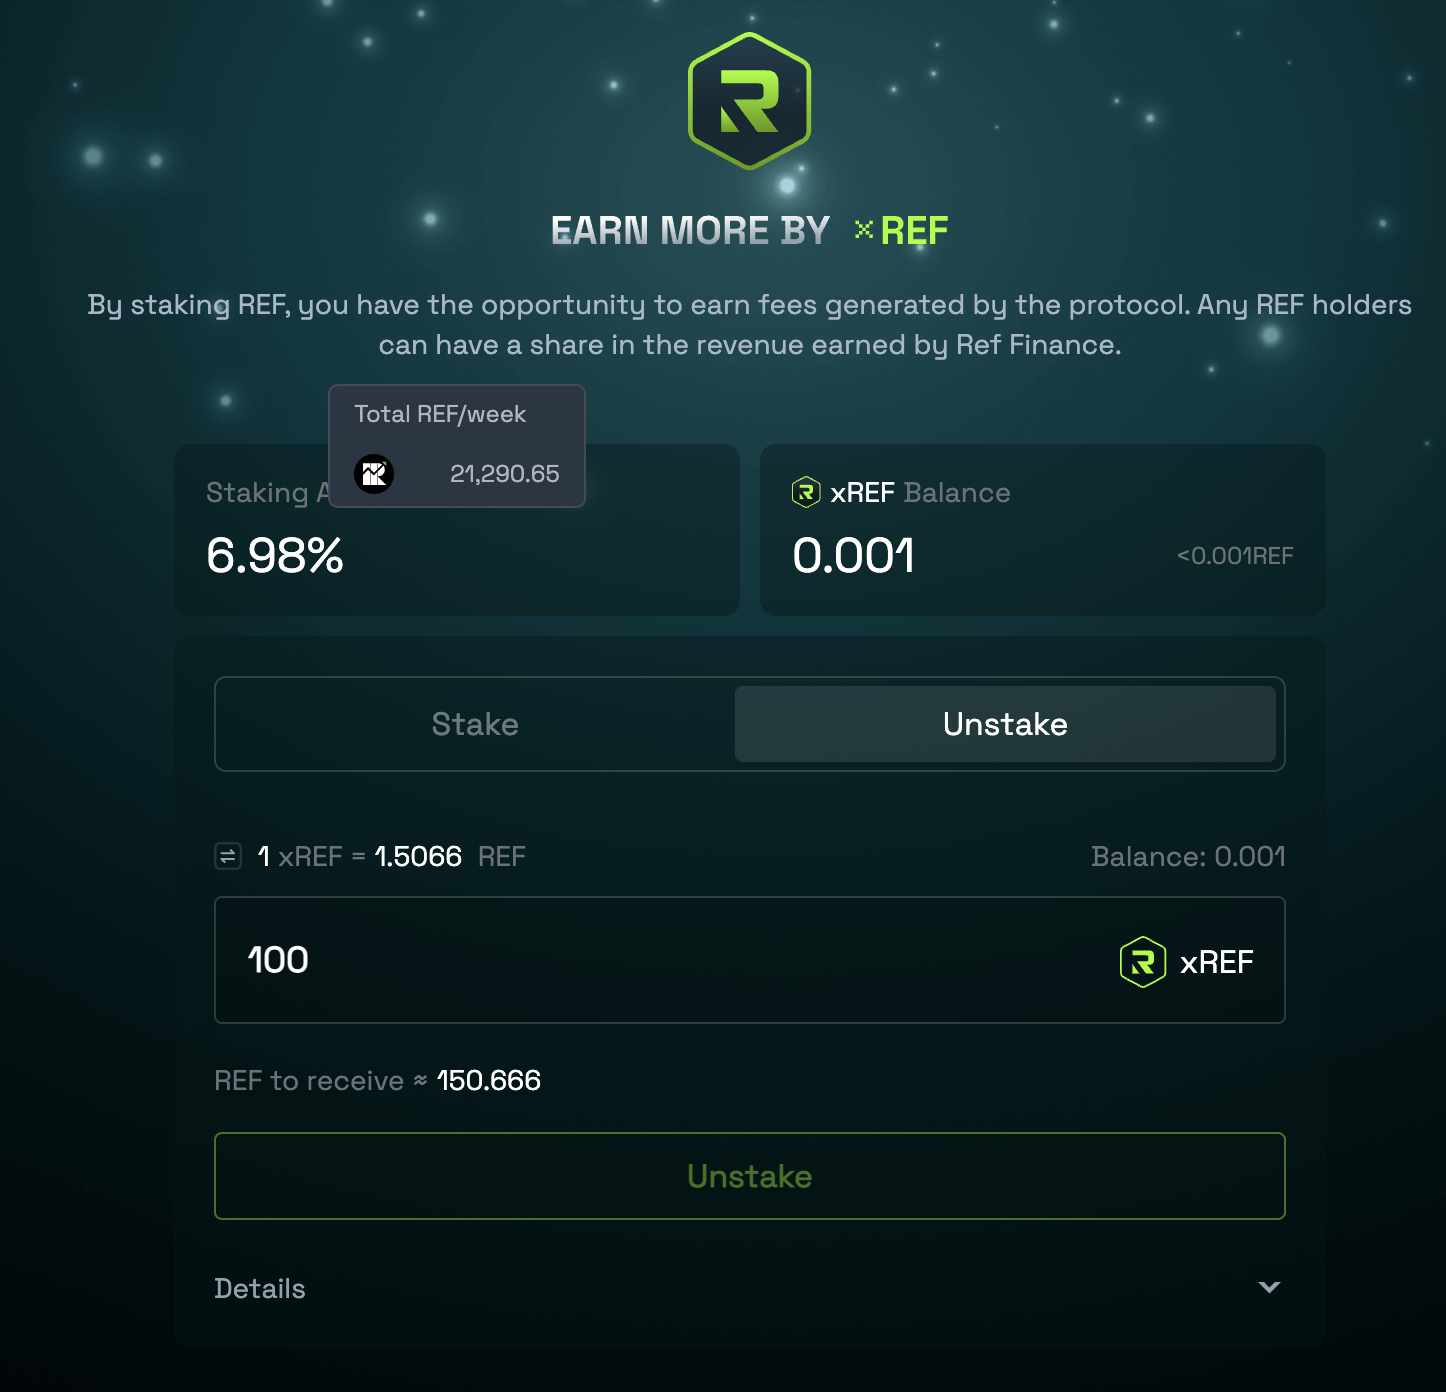 EARN MORE BY xREF
By staking REF, you have the opportunity to earn fees generated by the protocol. Any REF holders
can have a share in the revenue earned by Ref Finance.
Total REF/week
21,290.65
Staking
6.98%
xREF Balance
0.001
<0.001REF
Stake
Unstake
1 xREF = 1.5066 REF
Balance: 0.001
100
xREF
REF to receive ≈ 150.666
Unstake
Details